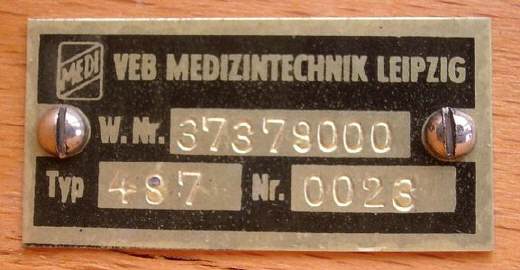 MEDI VEB MEDIZINTECHNIK LEIPZIG
W. Nr. 37379000
Typ 487 Nr. 0023